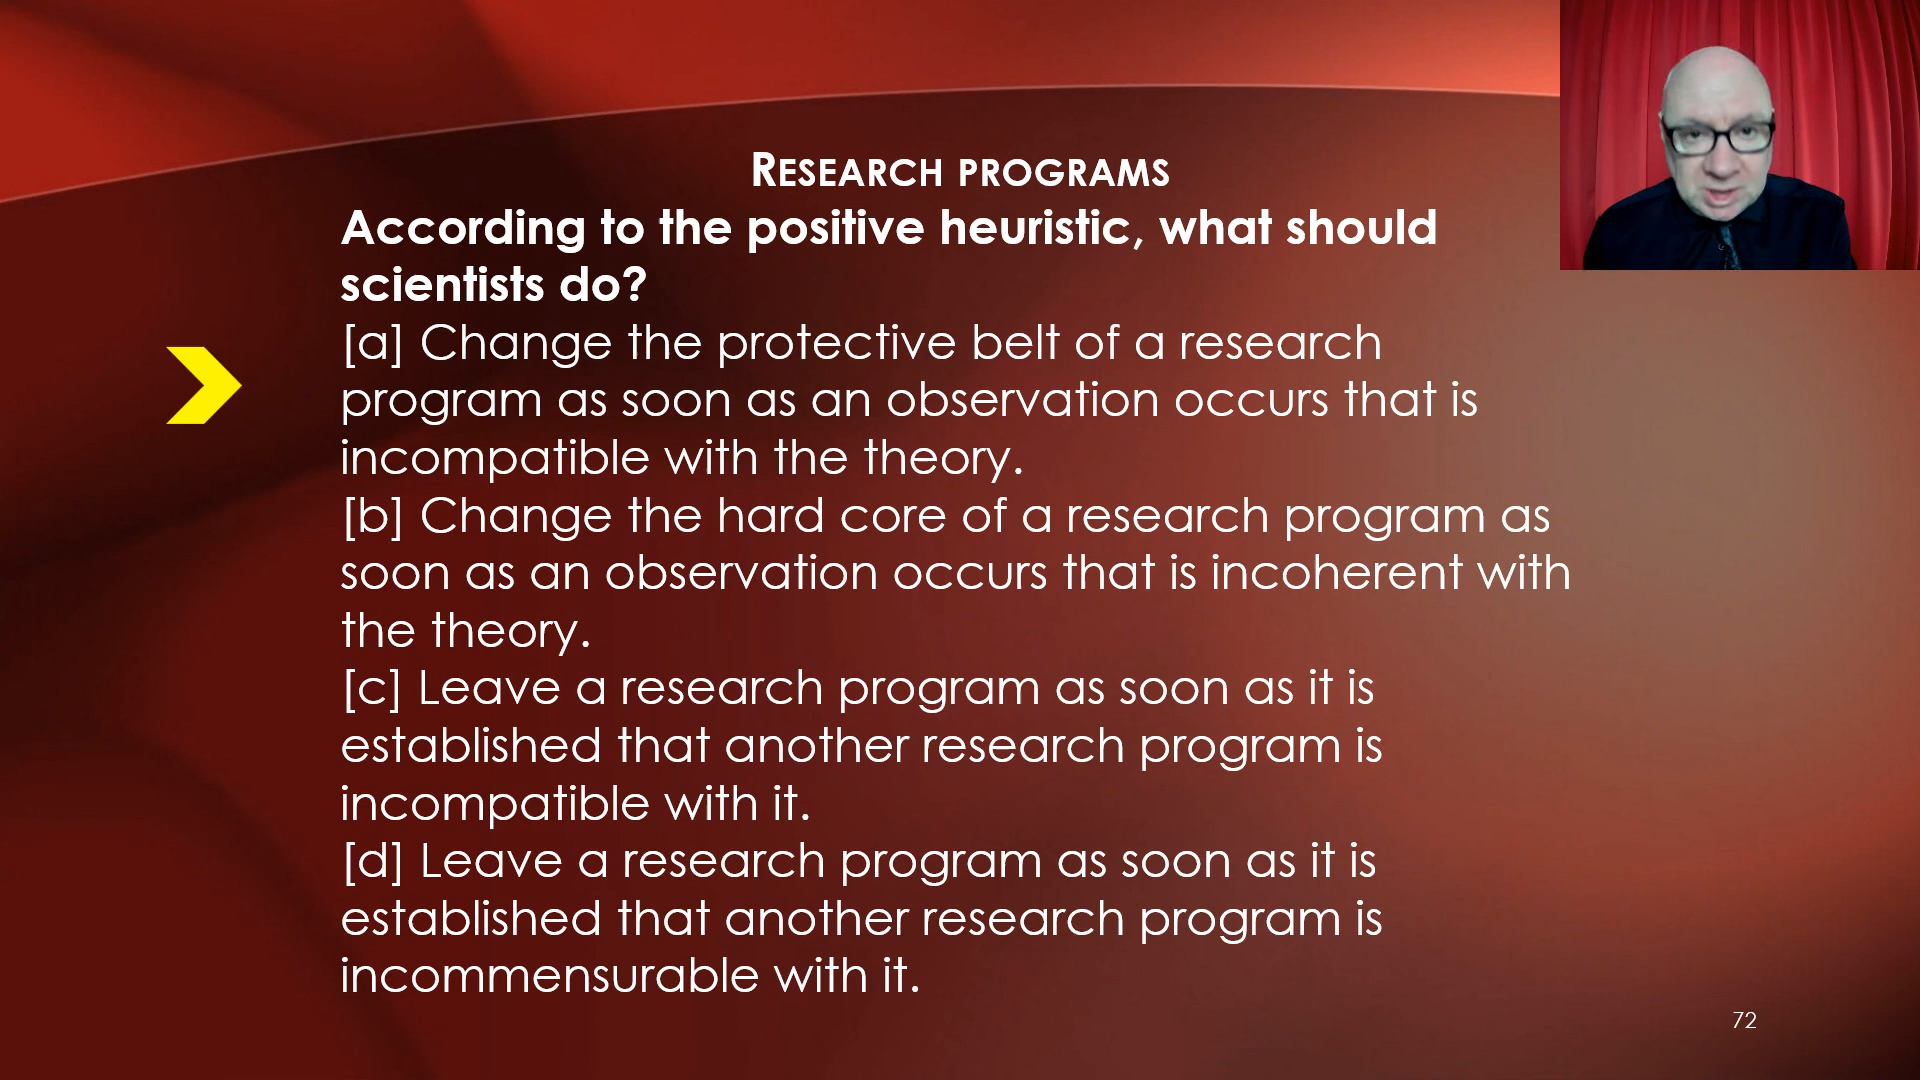 RESEARCH PROGRAMS
According to the positive heuristic, what should
scientists do?
[a] Change the protective belt of a research
program as soon as an observation occurs that is
incompatible with the theory.
[b] Change the hard core of a research program as
soon as an observation occurs that is incoherent with
the theory.
[c] Leave a research program as soon as it is
established that another research program is
incompatible with it.
[d] Leave a research program as soon as it is
established that another research program is
incommensurable with it.
72